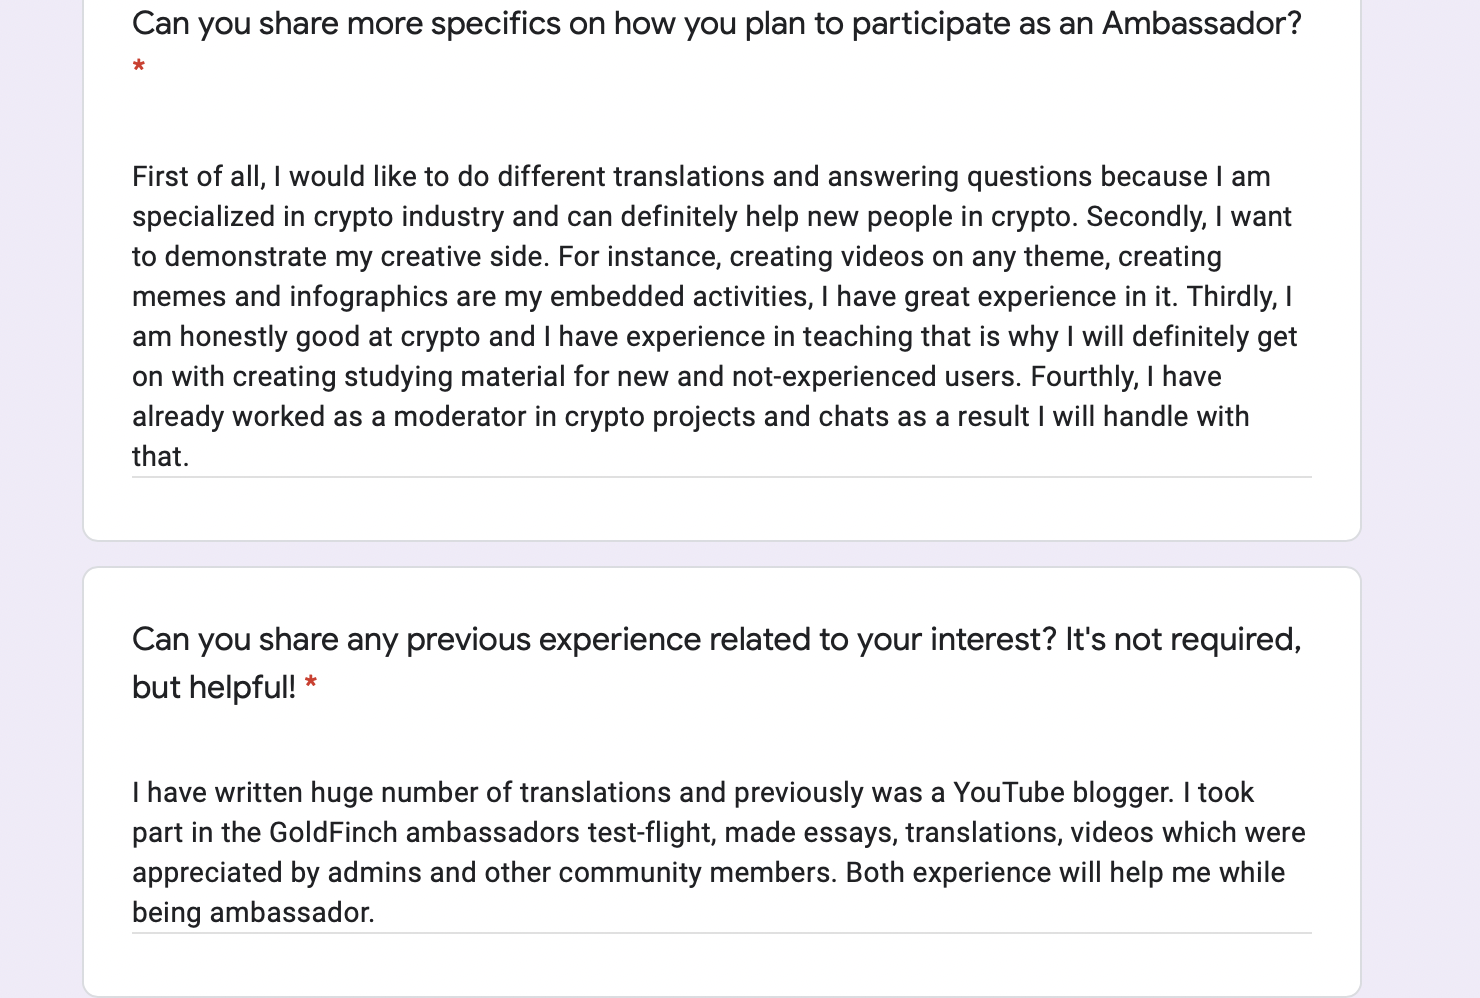 Can you share more specifics on how you plan to participate as an Ambassador?
*
First of all, I would like to do different translations and answering questions because I am
specialized in crypto industry and can definitely help new people in crypto. Secondly, I want
to demonstrate my creative side. For instance, creating videos on any theme, creating
memes and infographics are my embedded activities, I have great experience in it. Thirdly, I
am honestly good at crypto and I have experience in teaching that is why I will definitely get
on with creating studying material for new and not-experienced users. Fourthly, I have
already worked as a moderator in crypto projects and chats as a result I will handle with
that.
Can you share any previous experience related to your interest? It's not required,
but helpful! *
I have written huge number of translations and previously was a YouTube blogger. I took
part in the GoldFinch ambassadors test-flight, made essays, translations, videos which were
appreciated by admins and other community members. Both experience will help me while
being ambassador.